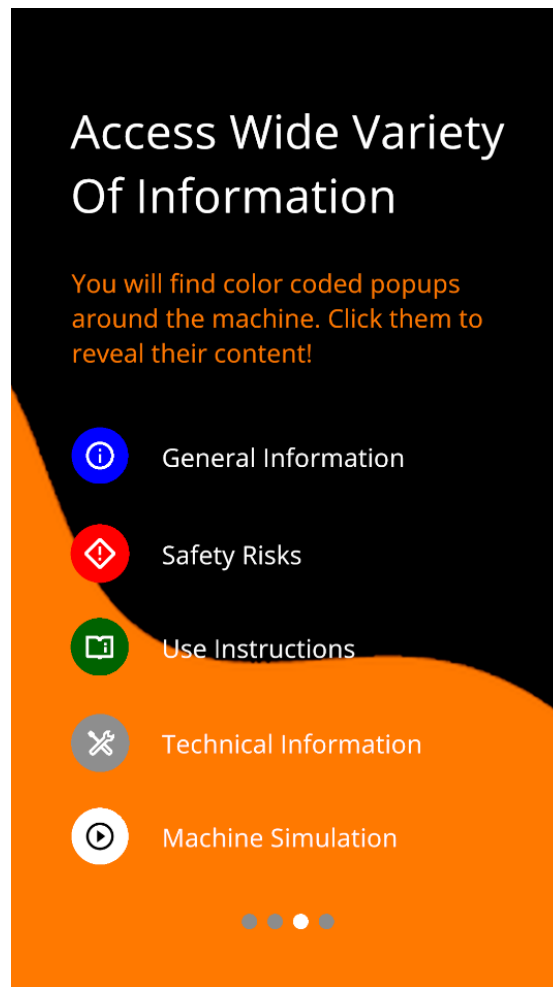 Access Wide Variety
Of Information
You will find color coded popups
around the machine. Click them to
reveal their content!
General Information
Safety Risks
Use Instructions
Technical Information
Machine Simulation